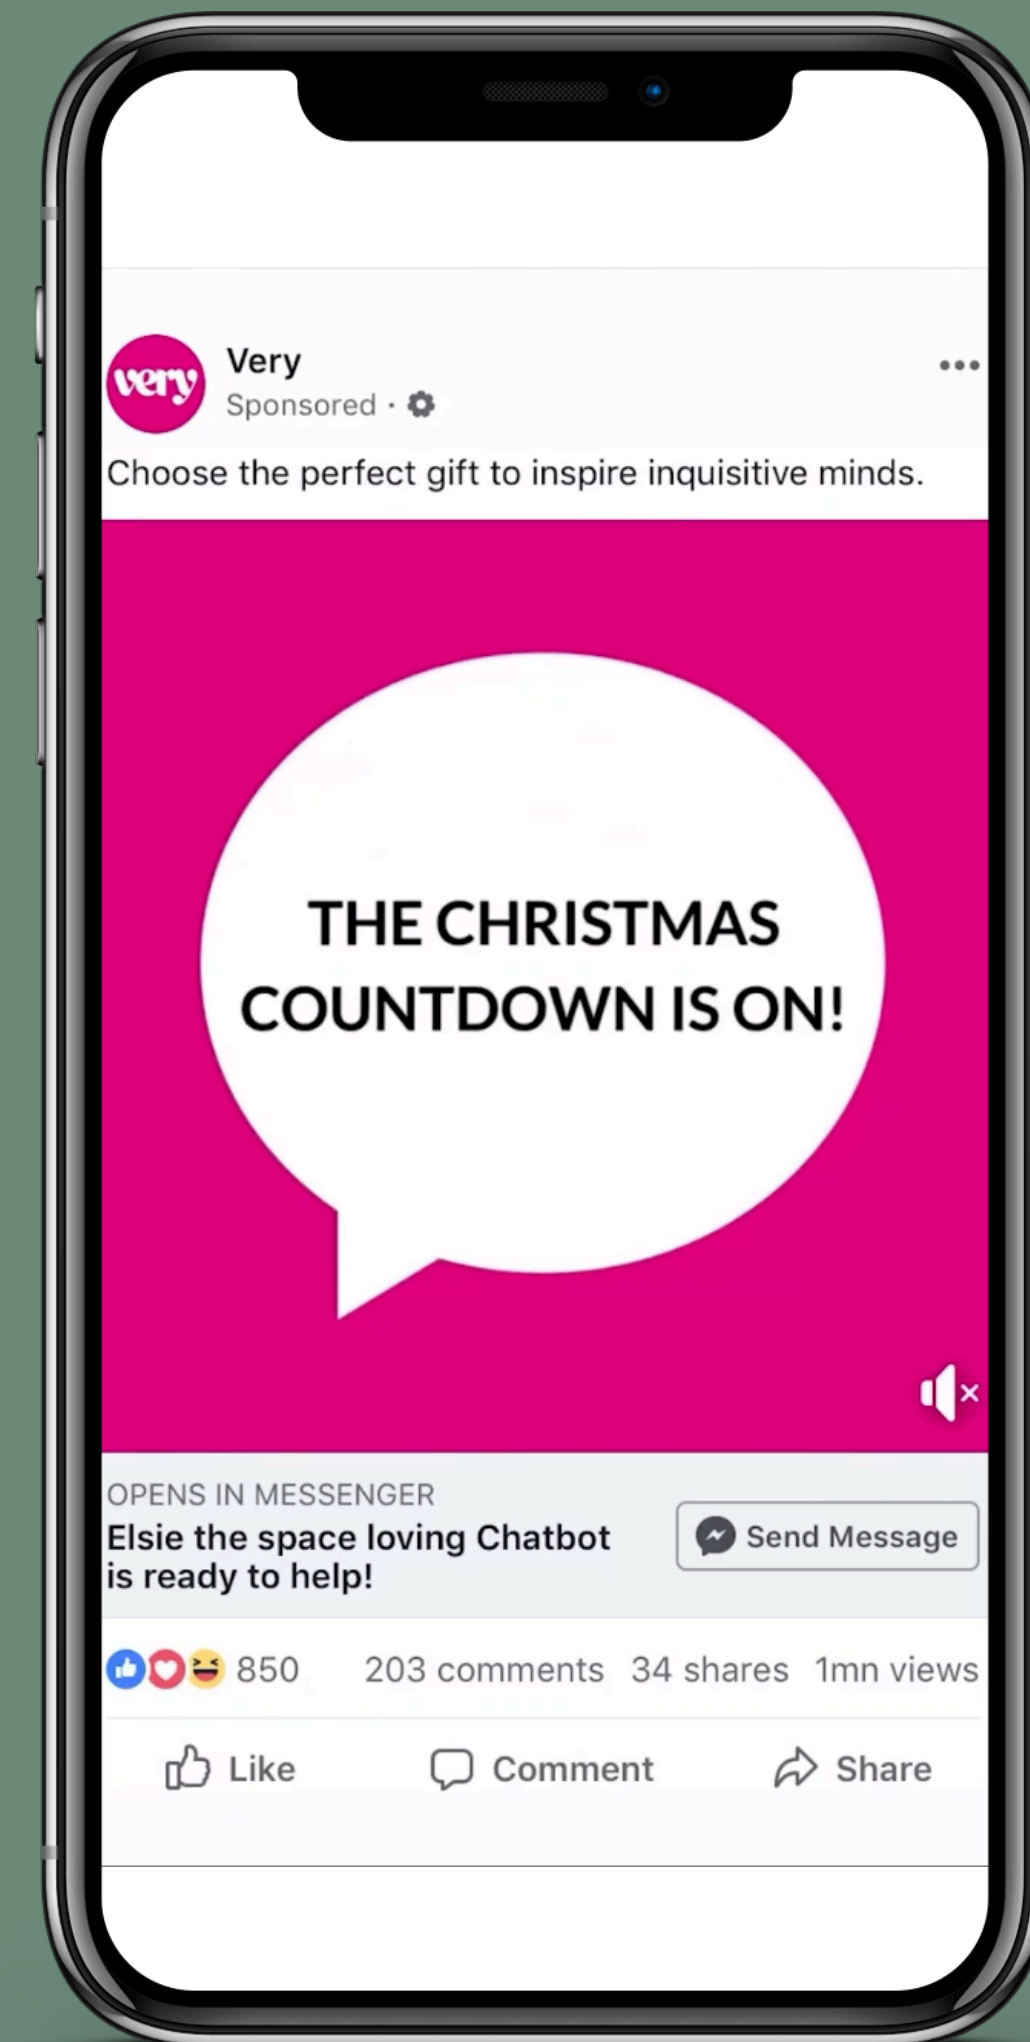 very
Very
Sponsored ·
Choose the perfect gift to inspire inquisitive minds.
THE CHRISTMAS
COUNTDOWN IS ON!
OPENS IN MESSENGER
Elsie the space loving Chatbot
is ready to help!
Send Message
850 203 comments 34 shares 1mn views
Like Comment Share